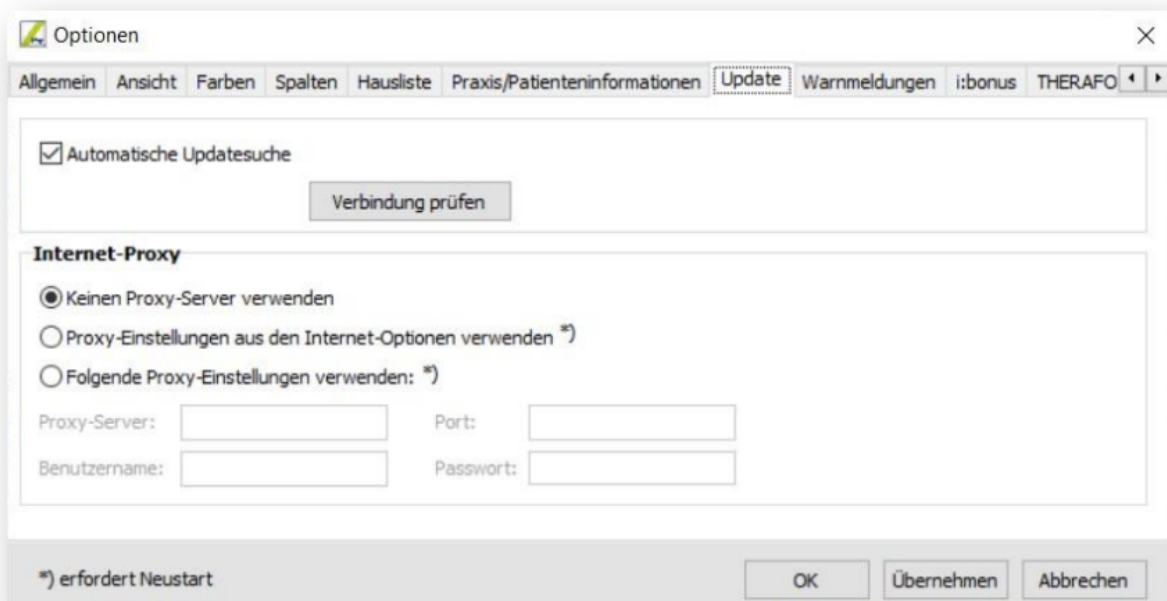 Optionen
Allgemein Ansicht Farben Spalten Hausliste Praxis/Patienteninformationen Update Warnmeldungen i:bonus THERAFO
Automatische Updatesuche
Verbindung prüfen
Internet-Proxy
Keinen Proxy-Server verwenden
Proxy-Einstellungen aus den Internet-Optionen verwenden *)
Folgende Proxy-Einstellungen verwenden: *)
Proxy-Server: Port:
Benutzername: Passwort:
*) erfordert Neustart OK Übernehmen Abbrechen